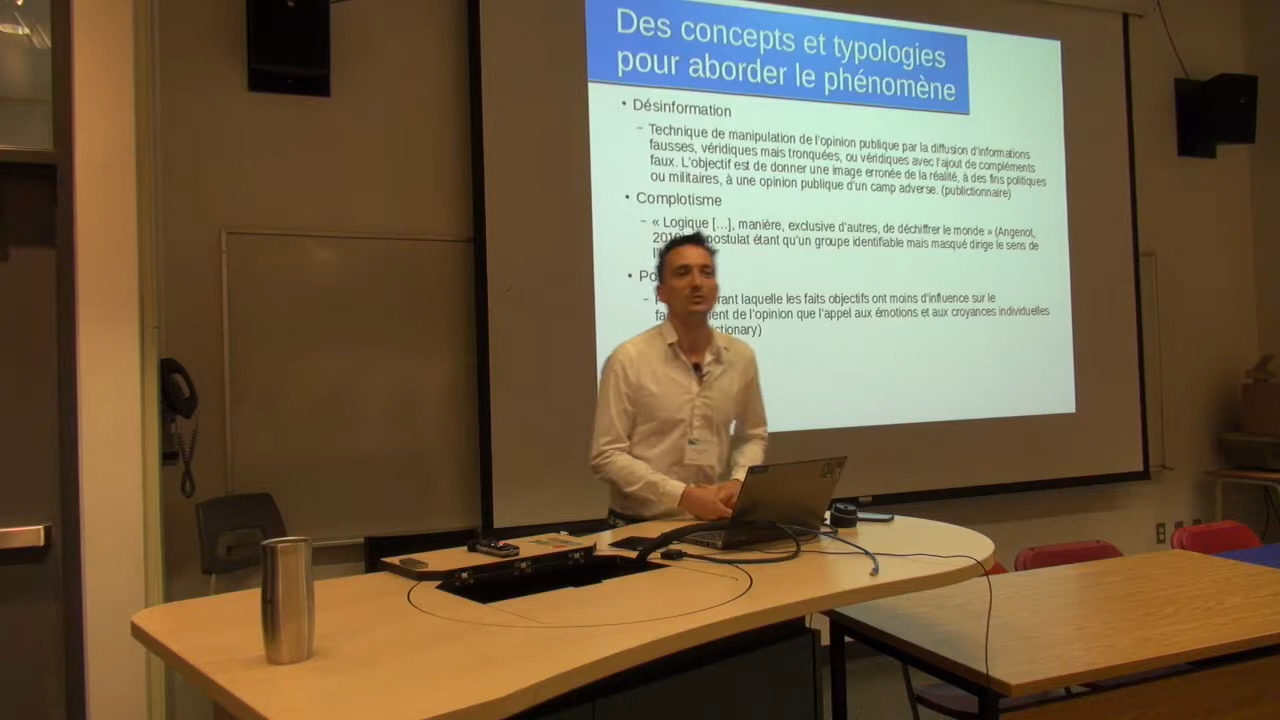 Des concepts et typologies
pour aborder le phénomène
• Désinformation
– Technique de manipulation de l'opinion publique par la diffusion d'informations
fausses, véridiques mais tronquées, ou véridiques avec l'ajout de compléments
faux. L'objectif est de donner une image erronée de la réalité, à des fins politiques
ou militaires, à une opinion publique d'un camp adverse. (publictionnaire)
• Complotisme
– « Logique [...], manière, exclusive d'autres, de déchiffrer le monde » (Angenot,
postulat étant qu'un groupe identifiable mais masqué dirige le sens de
• Po
laquelle les faits objectifs ont moins d'influence sur le
de l'opinion que l'appel aux émotions et aux croyances individuelles